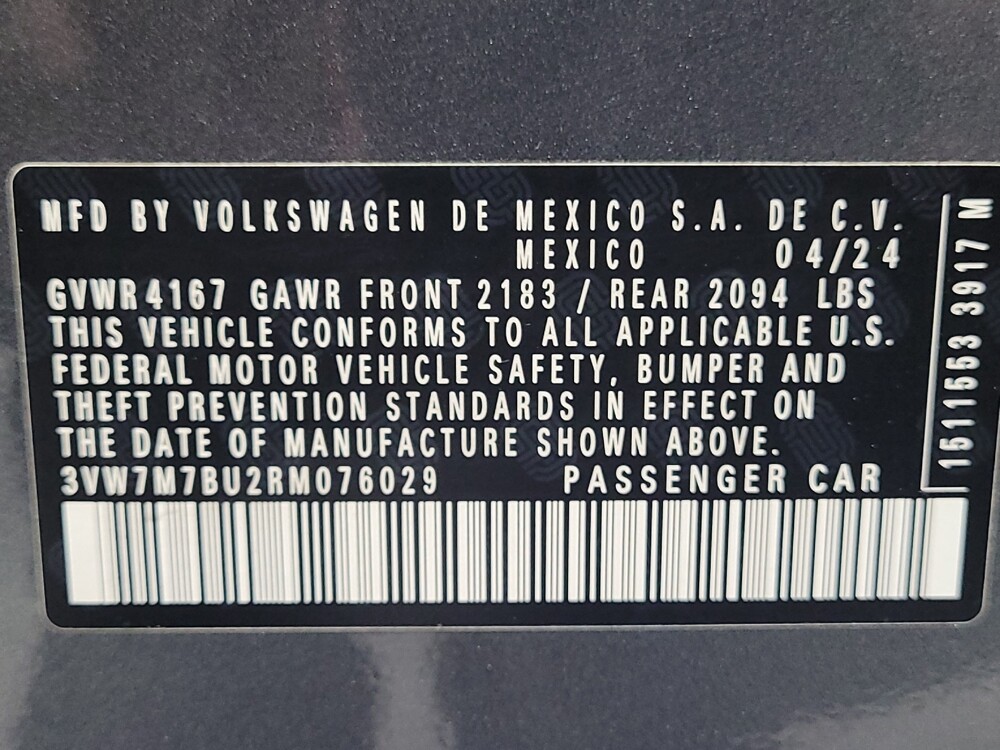 MFD BY VOLKSWAGEN DE MEXICO S.A. DE C.V.
MEXICO 04/24
GVWR 4167 GAWR FRONT 2183 / REAR 2094 LBS
THIS VEHICLE CONFORMS TO ALL APPLICABLE U.S.
FEDERAL MOTOR VEHICLE SAFETY, BUMPER AND
THEFT PREVENTION STANDARDS IN EFFECT ON
THE DATE OF MANUFACTURE SHOWN ABOVE.
3VW7M7BU2RM076029 PASSENGER CAR
1511553 3917 M